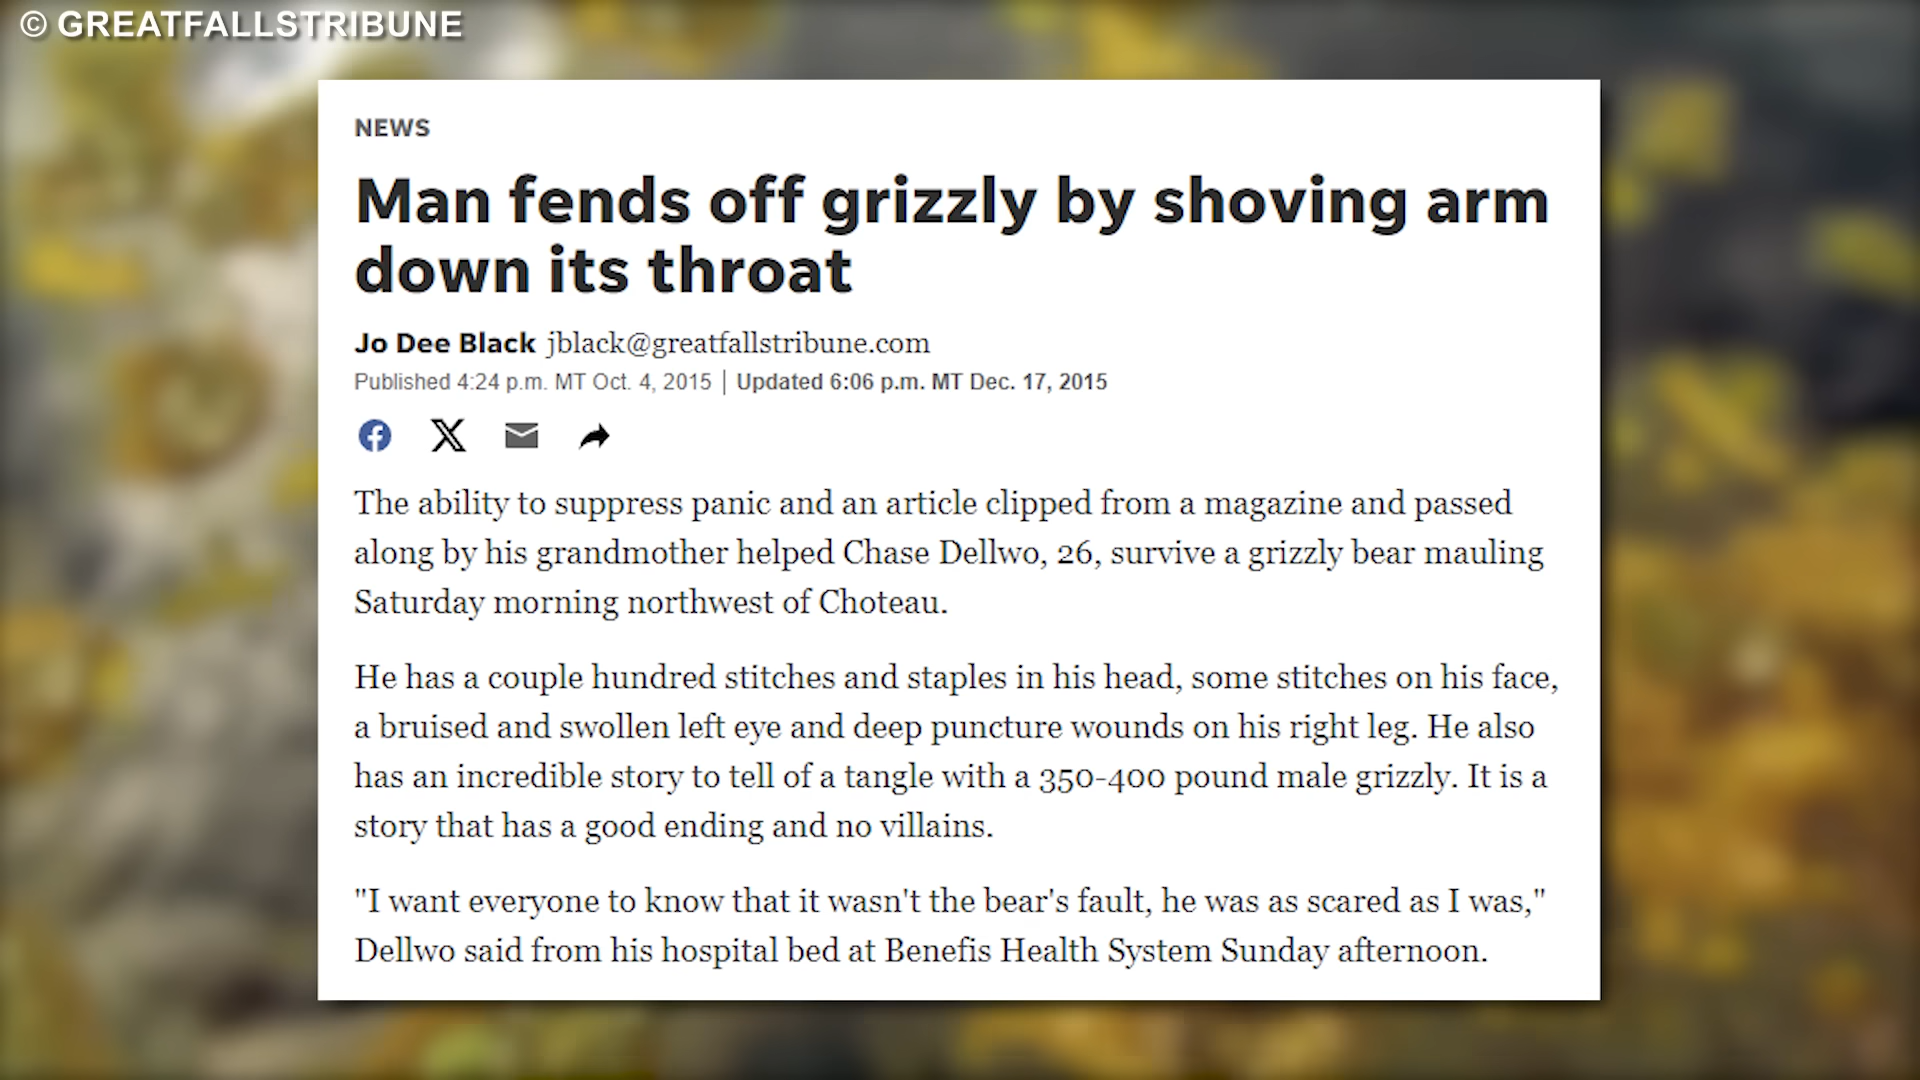 © GREATFALLSTRIBUNE
NEWS
Man fends off grizzly by shoving arm
down its throat
Jo Dee Black jblack@greatfallstribune.com
Published 4:24 p.m. MT Oct. 4, 2015 | Updated 6:06 p.m. MT Dec. 17, 2015
The ability to suppress panic and an article clipped from a magazine and passed
along by his grandmother helped Chase Dellwo, 26, survive a grizzly bear mauling
Saturday morning northwest of Choteau.
He has a couple hundred stitches and staples in his head, some stitches on his face,
a bruised and swollen left eye and deep puncture wounds on his right leg. He also
has an incredible story to tell of a tangle with a 350-400 pound male grizzly. It is a
story that has a good ending and no villains.
"I want everyone to know that it wasn't the bear's fault, he was as scared as I was,"
Dellwo said from his hospital bed at Benefis Health System Sunday afternoon.